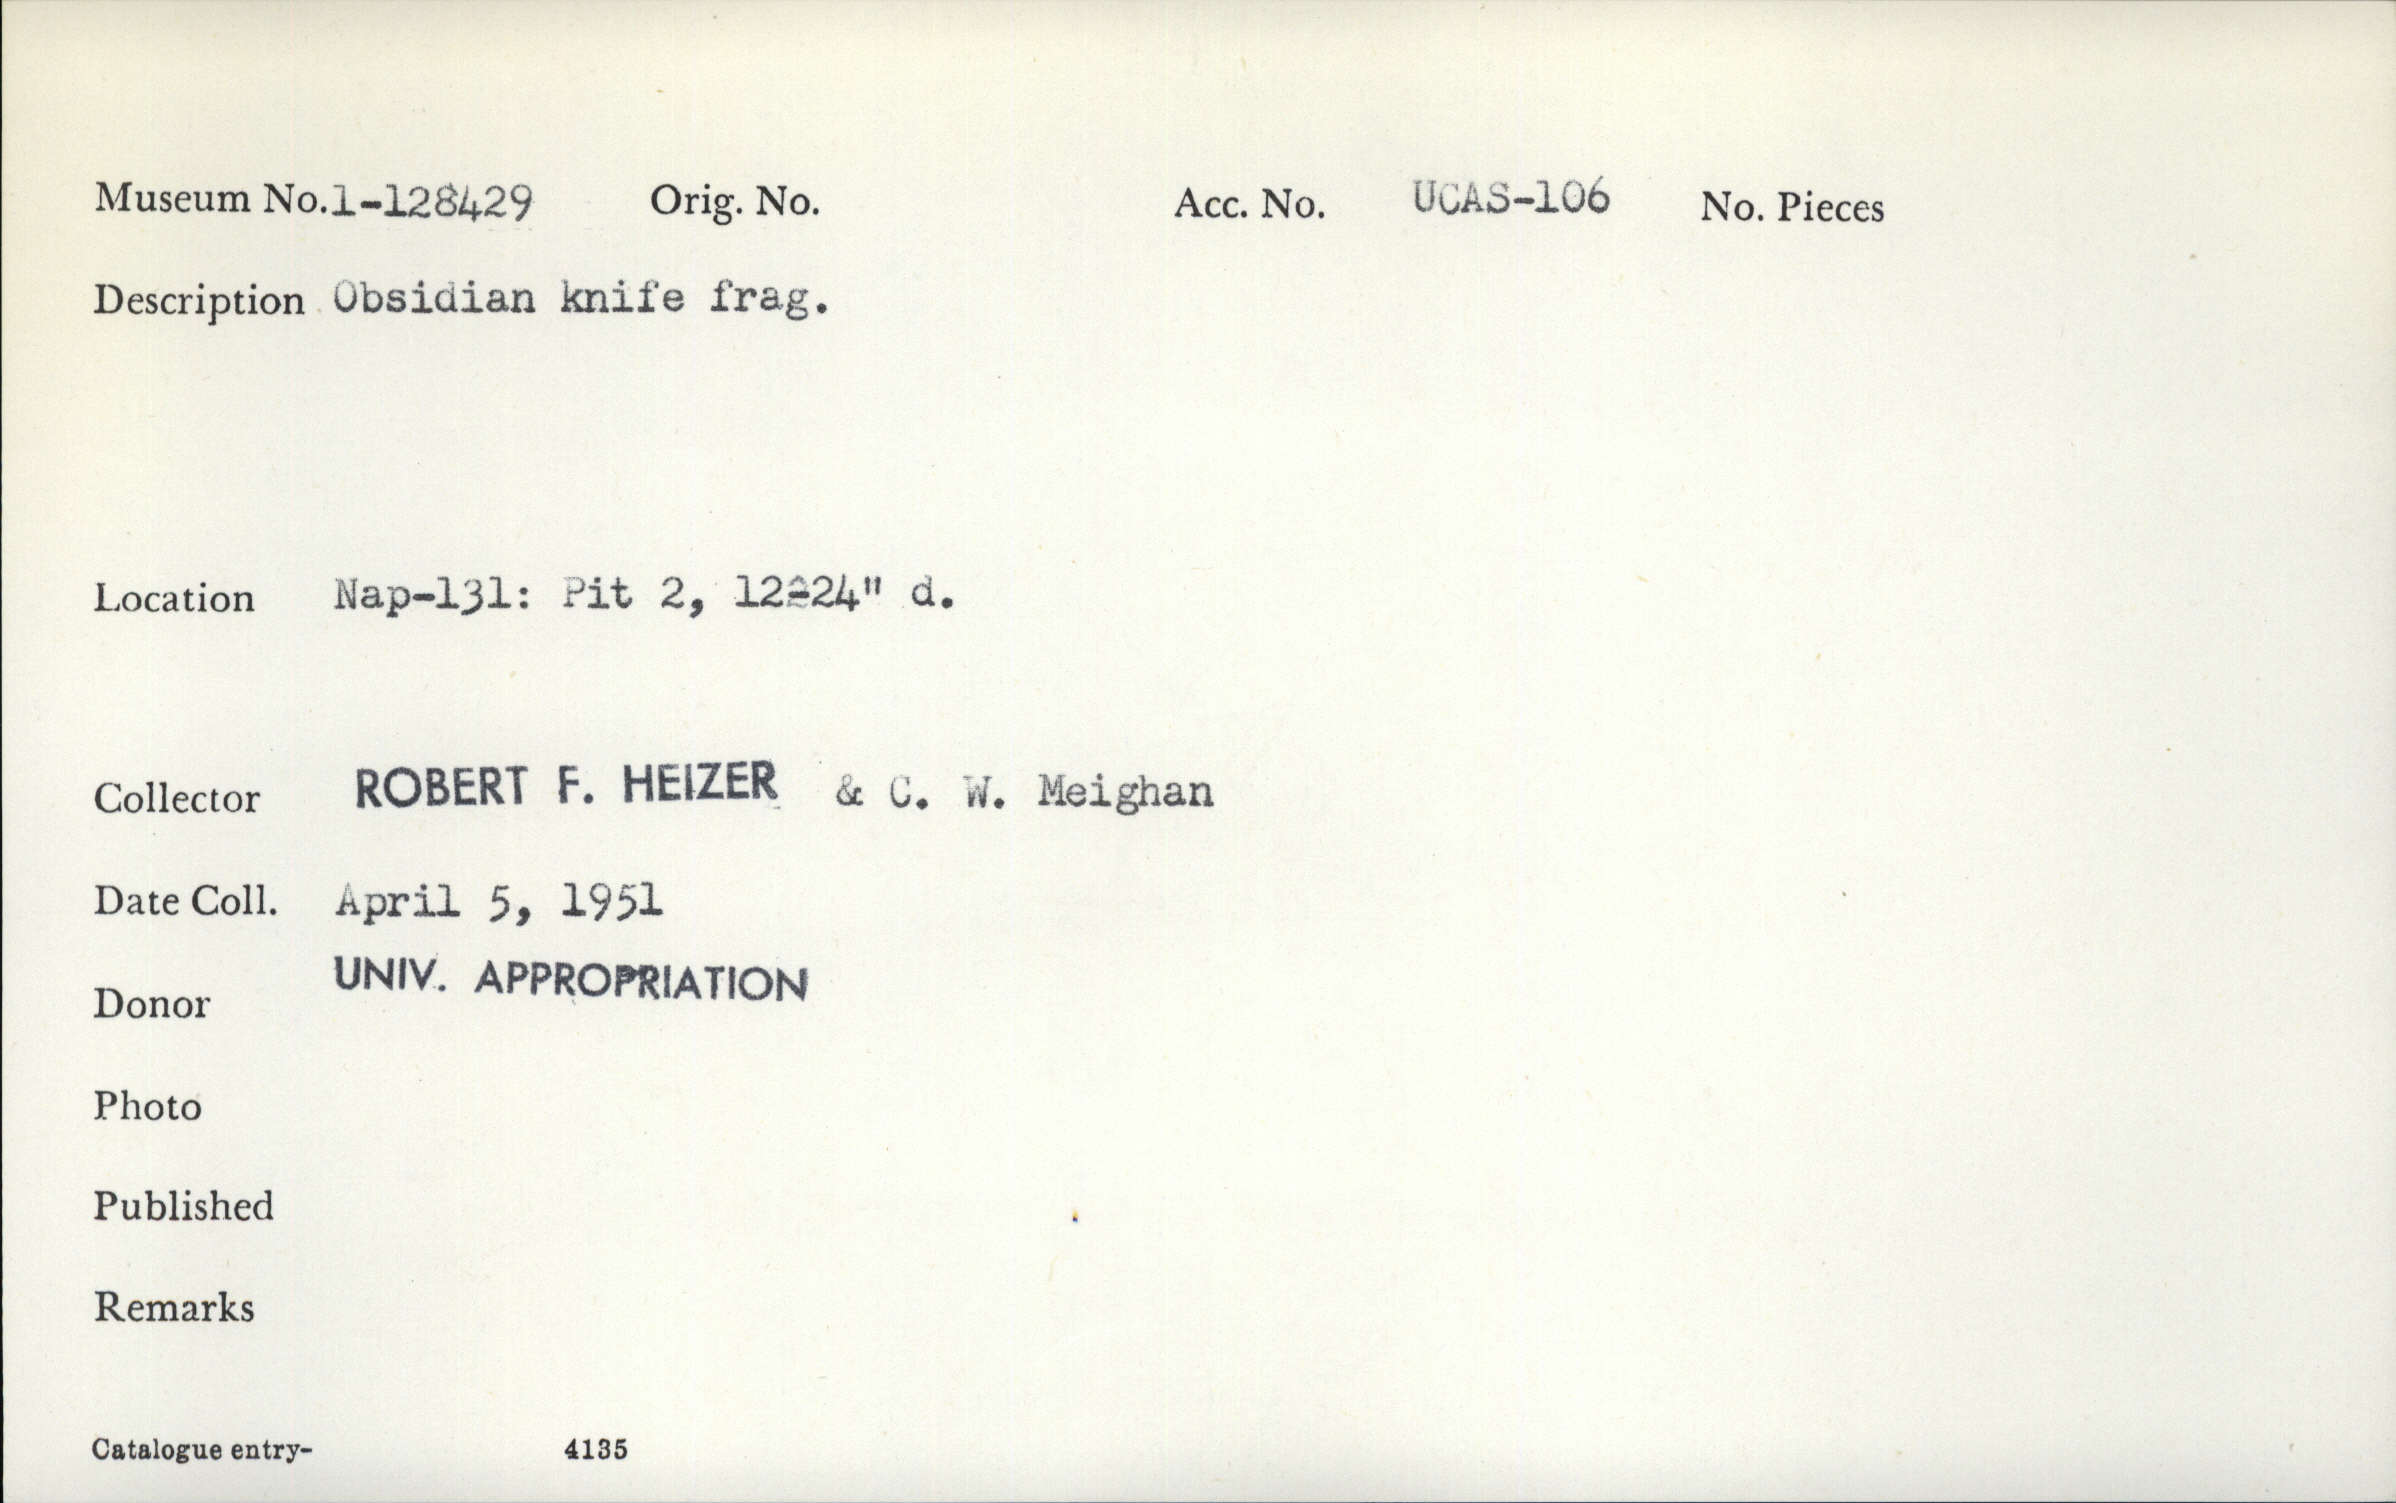 Museum No. 1-128429 Orig. No. Acc. No. UCAS-106 No. Pieces
Description Obsidian knife frag.
Location Nap-131: Pit 2, 12-24" d.
Collector ROBERT F. HEIZER & C. W. Meighan
Date Coll. April 5, 1951
Donor UNIV. APPROPRIATION
Photo
Published
Remarks
Catalogue entry- 4135